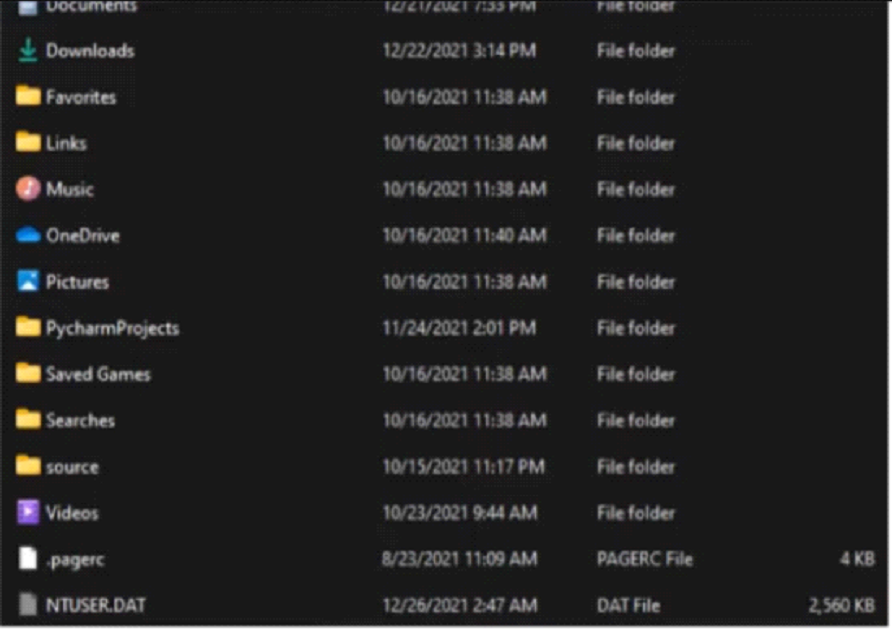 Documents 12/21/2021 7:53 PM File folder
Downloads 12/22/2021 3:14 PM File folder
Favorites 10/16/2021 11:38 AM File folder
Links 10/16/2021 11:38 AM File folder
Music 10/16/2021 11:38 AM File folder
OneDrive 10/16/2021 11:40 AM File folder
Pictures 10/16/2021 11:38 AM File folder
PycharmProjects 11/24/2021 2:01 PM File folder
Saved Games 10/16/2021 11:38 AM File folder
Searches 10/16/2021 11:38 AM File folder
source 10/15/2021 11:17 PM File folder
Videos 10/23/2021 9:44 AM File folder
.pagerc 8/23/2021 11:09 AM PAGERC File 4 KB
NTUSER.DAT 12/26/2021 2:47 AM DAT File 2,560 KB